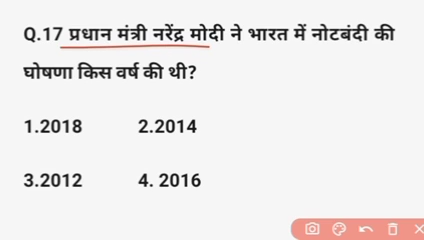 Q.17 प्रधान मंत्री नरेंद्र मोदी ने भारत में नोटबंदी की
घोषणा किस वर्ष की थी?
1.2018 2.2014
3.2012 4. 2016